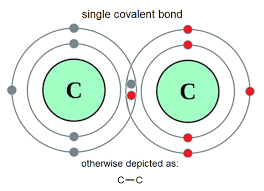 single covalent bond
C C
otherwise depicted as:
C−C